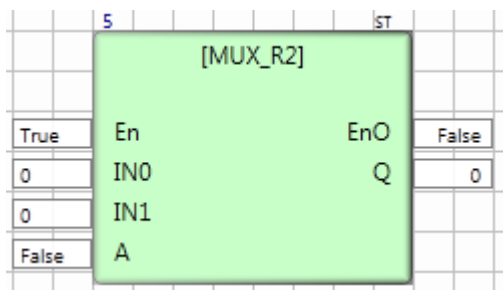 5 ST
[MUX_R2]
True En EnO False
0 IN0 Q 0
0 IN1
False A